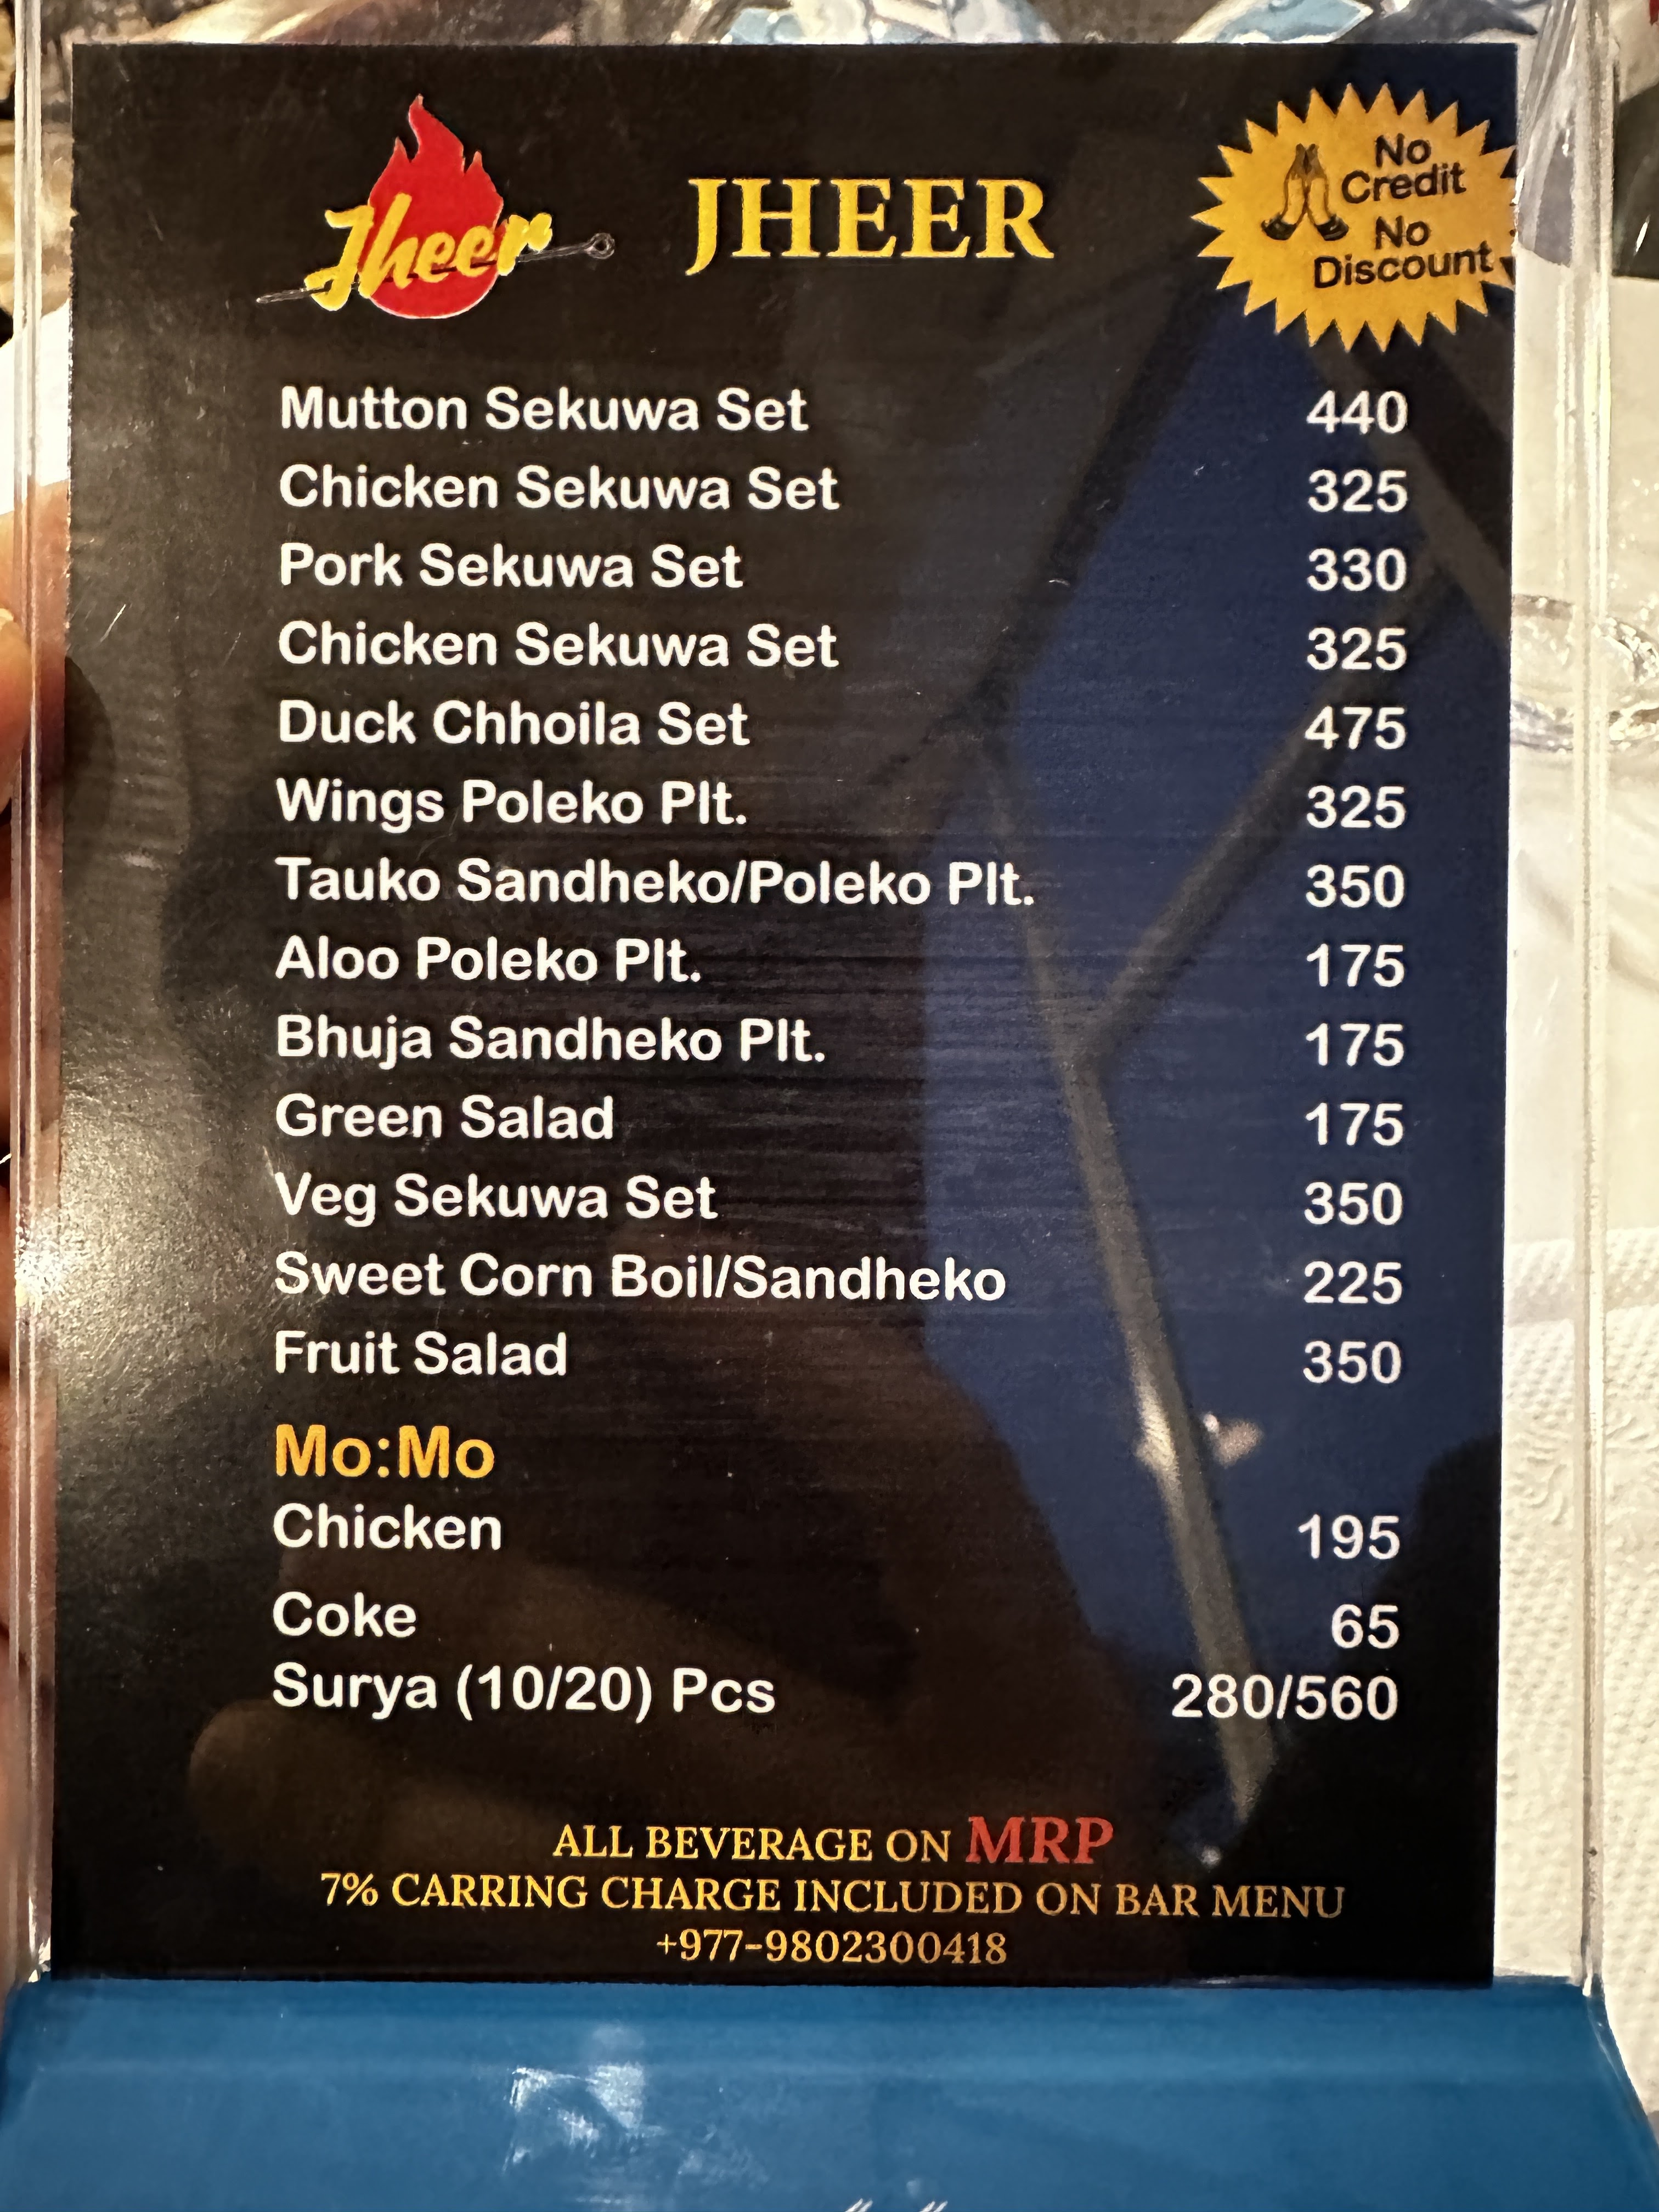 Jheer
JHEER
No
Credit
No
Discount
Mutton Sekuwa Set 440
Chicken Sekuwa Set 325
Pork Sekuwa Set 330
Chicken Sekuwa Set 325
Duck Chhoila Set 475
Wings Poleko Plt. 325
Tauko Sandheko/Poleko Plt. 350
Aloo Poleko Plt. 175
Bhuja Sandheko Plt. 175
Green Salad 175
Veg Sekuwa Set 350
Sweet Corn Boil/Sandheko 225
Fruit Salad 350
Mo:Mo
Chicken 195
Coke 65
Surya (10/20) Pcs 280/560
ALL BEVERAGE ON MRP
7% CARRING CHARGE INCLUDED ON BAR MENU
+977-9802300418